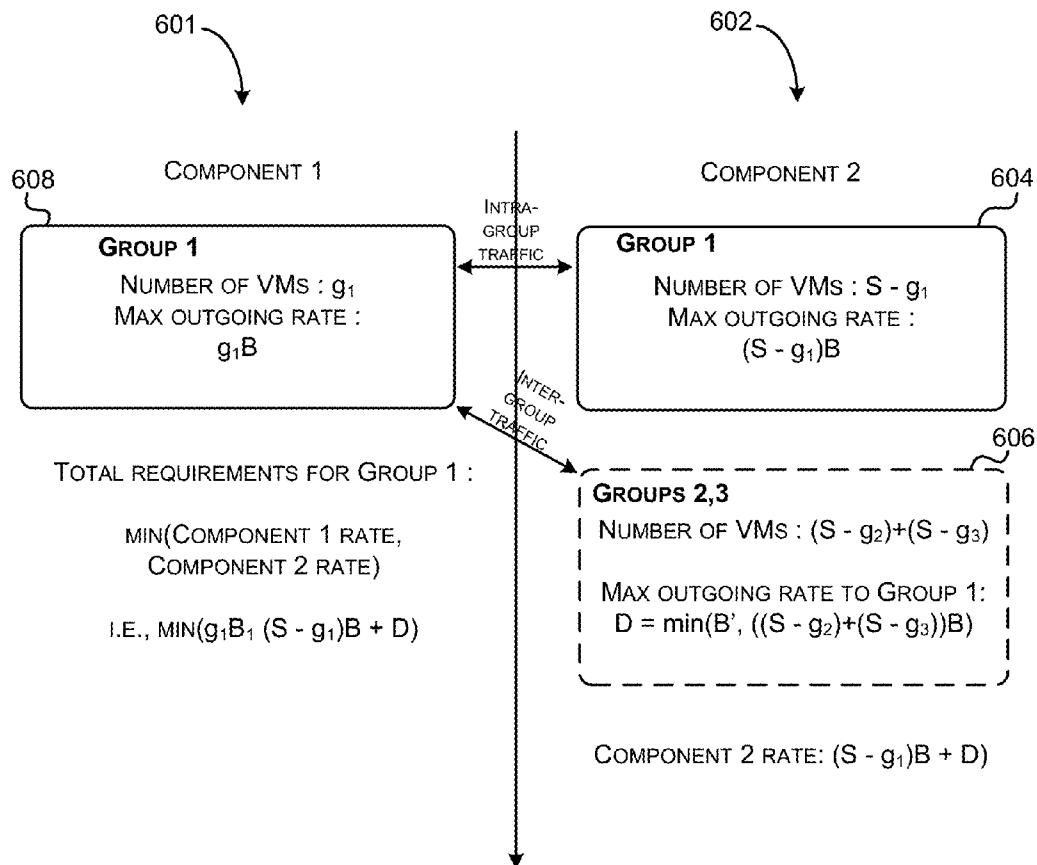 601
602
COMPONENT 1
COMPONENT 2
608
604
GROUP 1
NUMBER OF VMS : g₁
MAX OUTGOING RATE :
g₁B
INTRA-
GROUP
TRAFFIC
GROUP 1
NUMBER OF VMS : S - g₁
MAX OUTGOING RATE :
(S - g₁)B
INTER-
GROUP
TRAFFIC
606
TOTAL REQUIREMENTS FOR GROUP 1 :
MIN(COMPONENT 1 RATE,
COMPONENT 2 RATE)
I.E., MIN(g₁B₁ (S - g₁)B + D)
GROUPS 2,3
NUMBER OF VMS : (S - g₂)+(S - g₃)
MAX OUTGOING RATE TO GROUP 1:
D = min(B', ((S - g₂)+(S - g₃))B)
COMPONENT 2 RATE: (S - g₁)B + D)